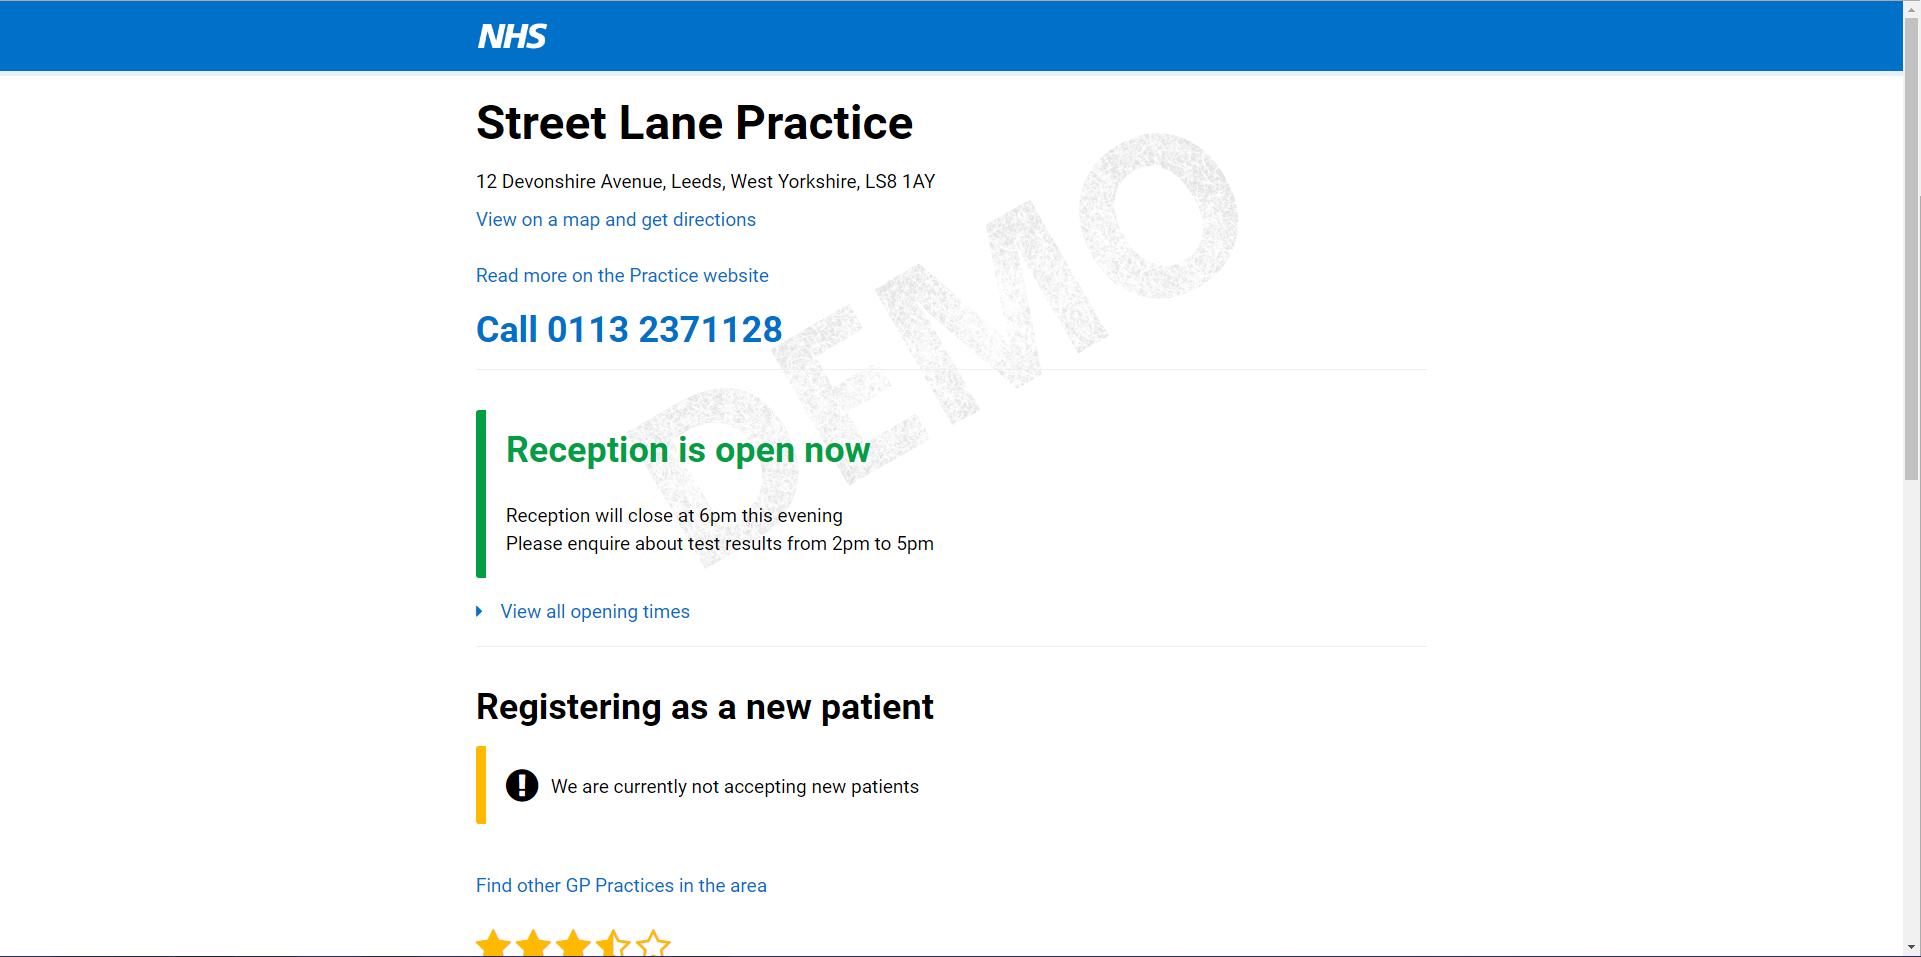 NHS
Street Lane Practice
12 Devonshire Avenue, Leeds, West Yorkshire, LS8 1AY
View on a map and get directions
Read more on the Practice website
Call 0113 2371128
DEMO
Reception is open now
Reception will close at 6pm this evening
Please enquire about test results from 2pm to 5pm
View all opening times
Registering as a new patient
We are currently not accepting new patients
Find other GP Practices in the area